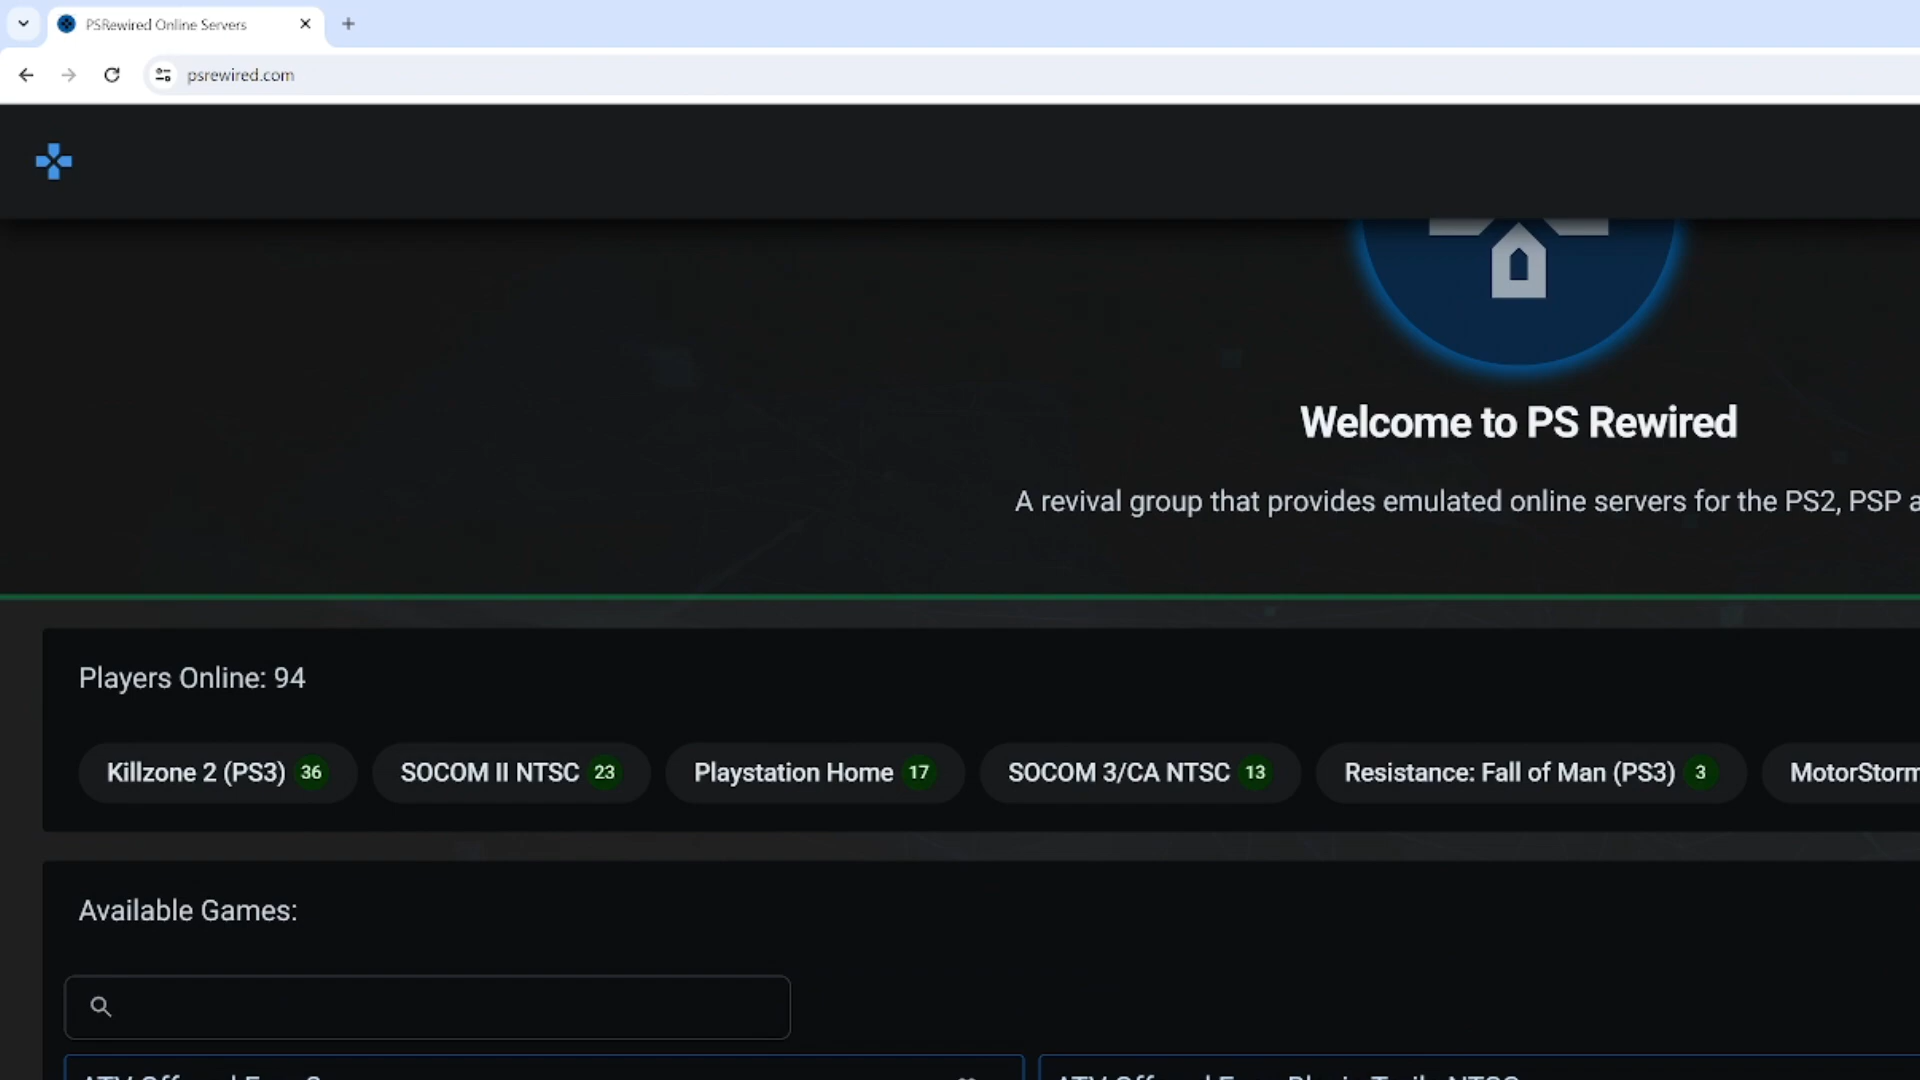 PSRewired Online Servers
psrewired.com
Welcome to PS Rewired
A revival group that provides emulated online servers for the PS2, PSP a
Players Online: 94
Killzone 2 (PS3) 36 SOCOM II NTSC 23 Playstation Home 17 SOCOM 3/CA NTSC 13 Resistance: Fall of Man (PS3) 3 MotorStorm
Available Games: